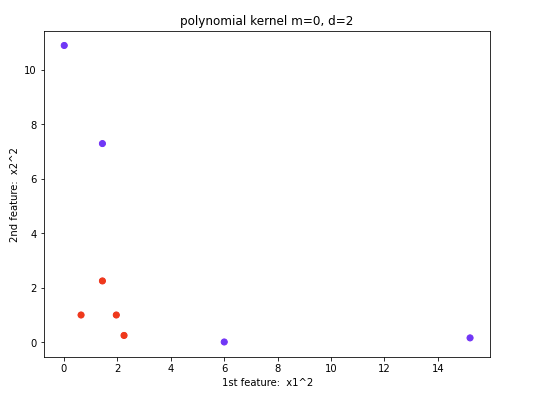 polynomial kernel m=0, d=2
2nd feature:  x2^2
10
8
6
4
2
0
0 2 4 6 8 10 12 14
1st feature:  x1^2